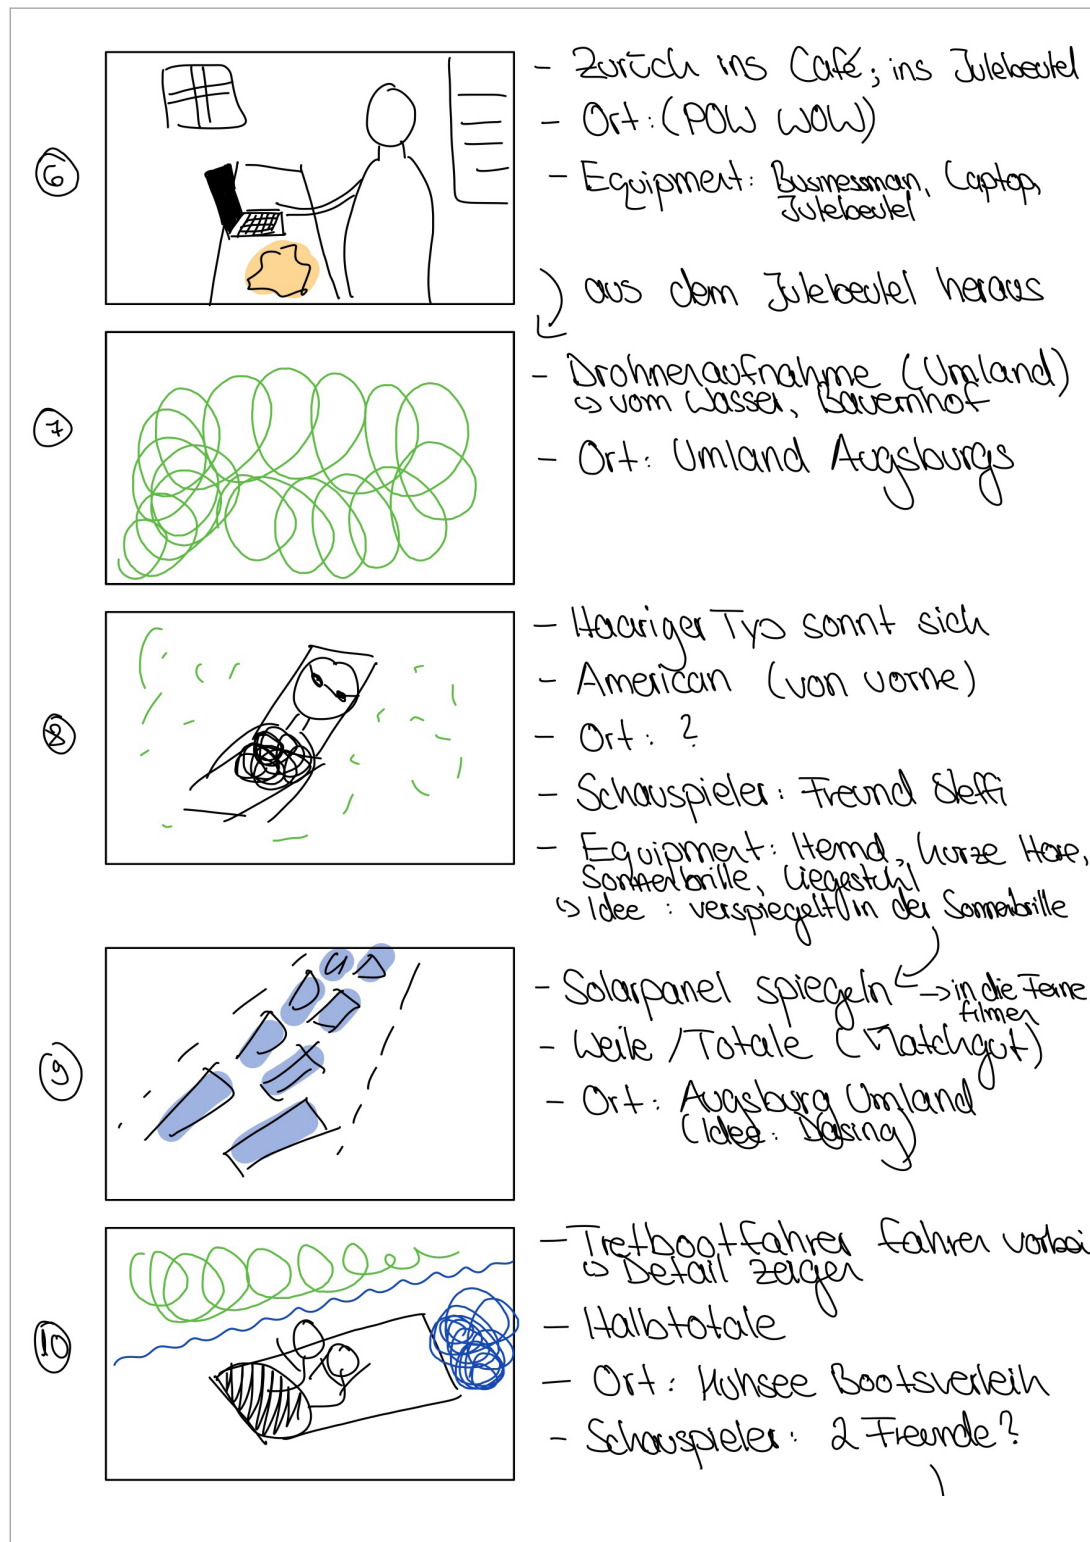 6
- Zurück ins Café; ins Jutebeutel
- Ort: (POW WOW)
- Equipment: Businessman, Laptop,
Jutebeutel
aus dem Jutebeutel heraus
7
- Drohnenaufnahme (Umland)
↳ vom Wasser, Bauernhof
- Ort: Umland Augsburgs
8
- Haariger Typ sonnt sich
- American (von vorne)
- Ort: ?
- Schauspieler: Freund Steffi
- Equipment: Hemd, kurze Hose,
Sonnenbrille, Liegestuhl
↳ Idee: verspiegelt in der Sonnenbrille
9
- Solarpanel spiegeln → in die Ferne
filmen
- Weite / Totale (Matchgut)
- Ort: Augsburg Umland
(Idee: Dasing)
10
- Tretbootfahrer fahren vorbei
↳ Detail zeigen
- Halbtotale
- Ort: Kuhsee Bootsverleih
- Schauspieler: 2 Freunde?